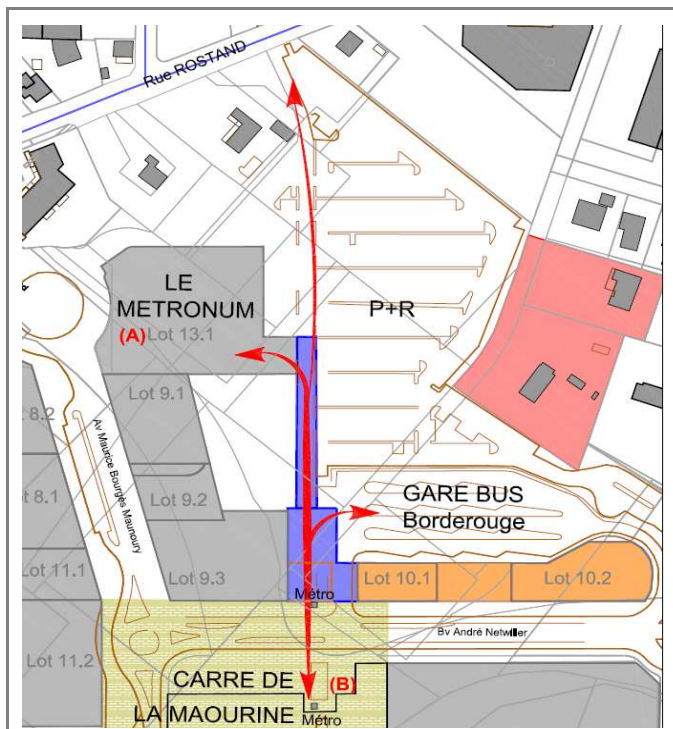 Rue ROSTAND
LE
METRONUM
(A)
Lot 13.1
P+R
Lot 9.1
8.2
Av Maurice Bourgès Maunoury
8.1
Lot 9.2
GARE BUS
Borderouge
Lot 11.1
Lot 9.3
Lot 10.1
Lot 10.2
Métro
Bv André Netwiller
Lot 11.2
CARRE DE
(B)
LA MAOURINE
Métro